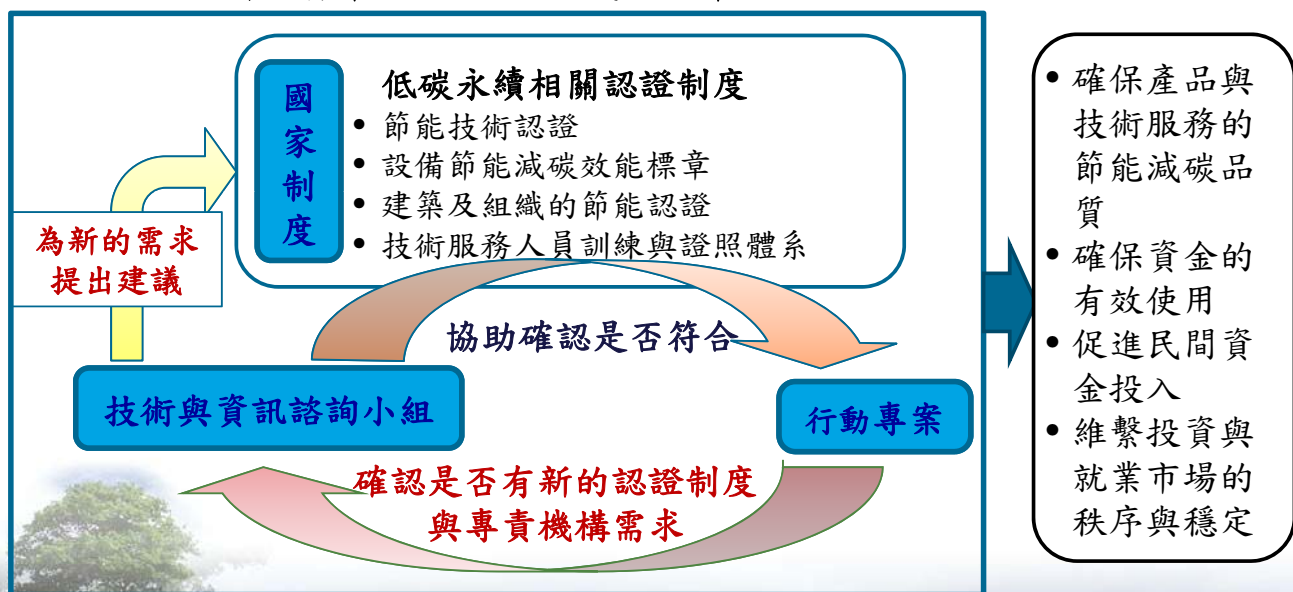 國家制度
低碳永續相關認證制度
• 節能技術認證
• 設備節能減碳效能標章
• 建築及組織的節能認證
• 技術服務人員訓練與證照體系
為新的需求
提出建議
協助確認是否符合
技術與資訊諮詢小組
行動專案
確認是否有新的認證制度
與專責機構需求
• 確保產品與
技術服務的
節能減碳品
質
• 確保資金的
有效使用
• 促進民間資
金投入
• 維繫投資與
就業市場的
秩序與穩定